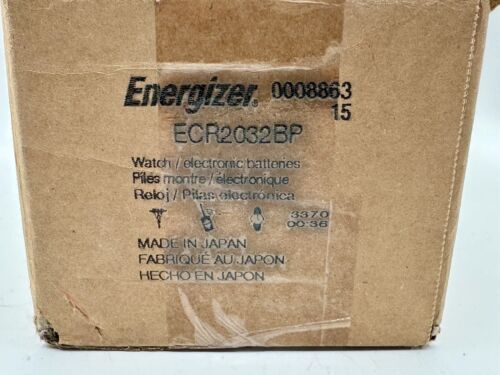 Energizer. 0008863
15
ECR2032BP
Watch / electronic batteries
Piles montre / électronique
Reloj / Pilas electrónica
3370
00:36
MADE IN JAPAN
FABRIQUÉ AU JAPON
HECHO EN JAPON